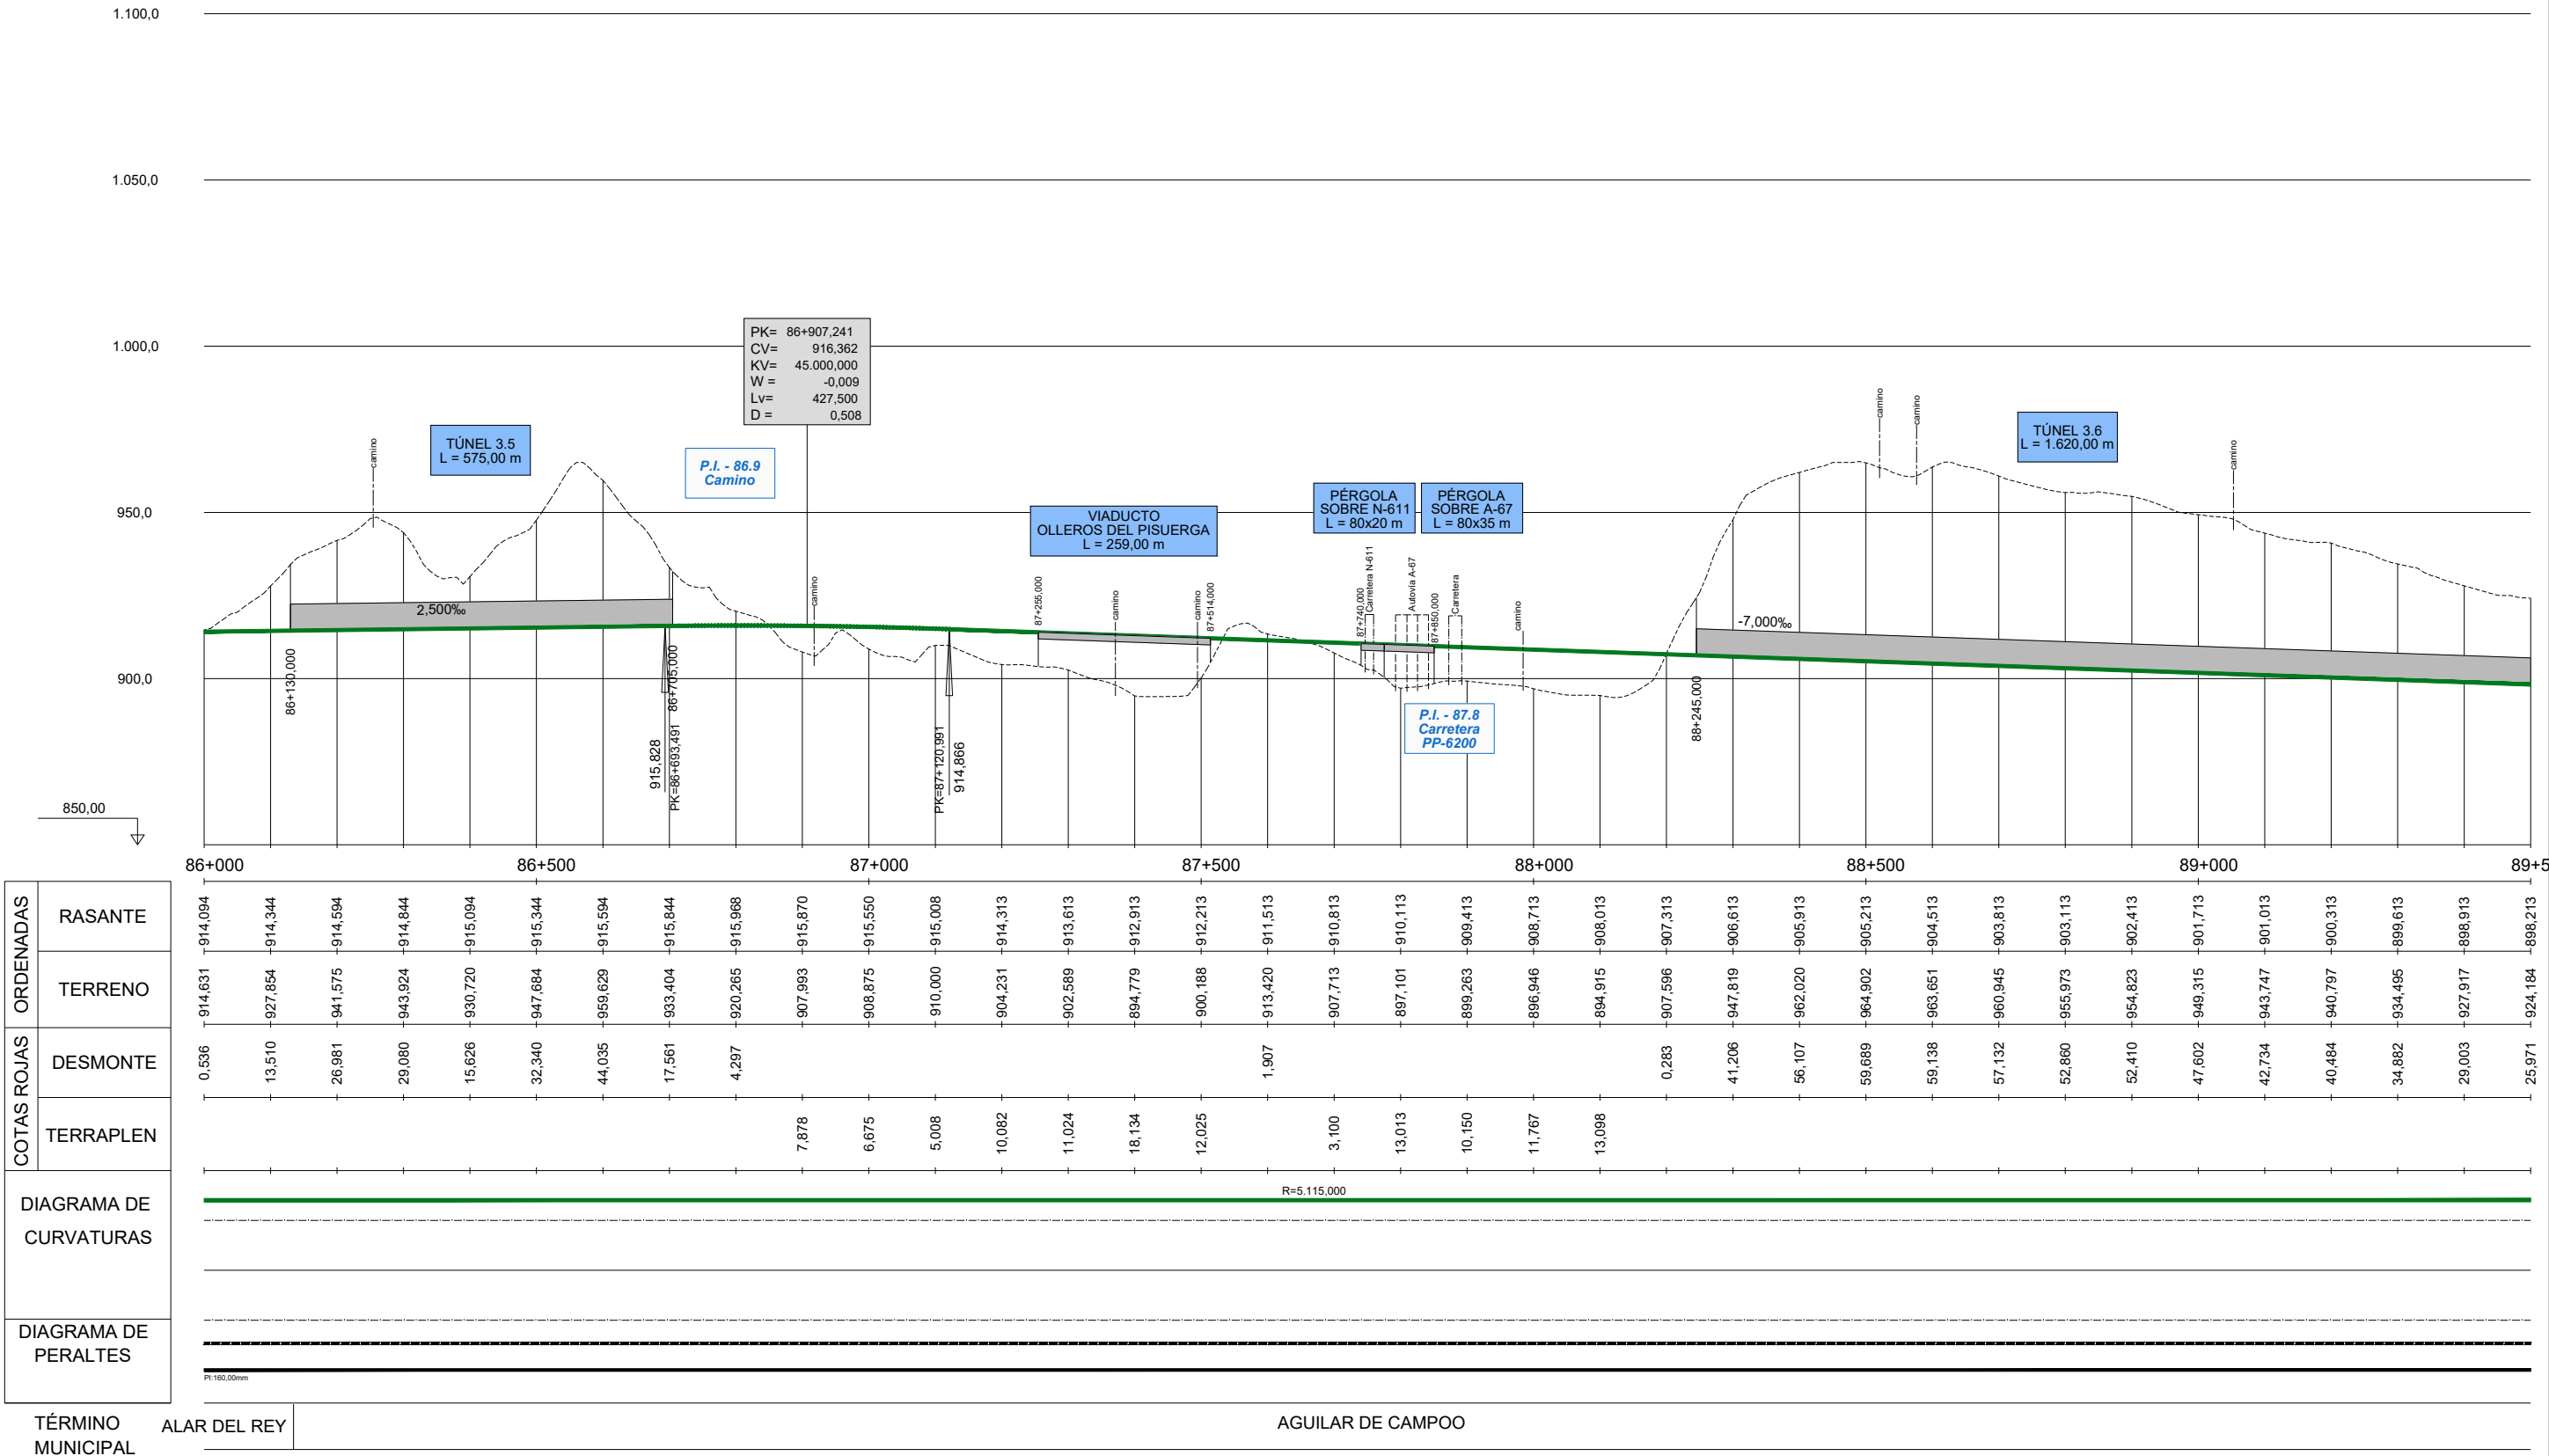 1.100,0
1.050,0
1.000,0
950,0
900,0
850,00
PK= 86+907,241
CV= 916,362
KV= 45.000,000
W = -0,009
Lv= 427,500
D = 0,508
TÚNEL 3.5
L = 575,00 m
P.I. - 86.9
Camino
VIADUCTO
OLLEROS DEL PISUERGA
L = 259,00 m
PÉRGOLA
SOBRE N-611
L = 80x20 m
PÉRGOLA
SOBRE A-67
L = 80x35 m
TÚNEL 3.6
L = 1.620,00 m
P.I. - 87.8
Carretera
PP-6200
camino
camino
camino
camino
camino
camino
camino
camino
87+255,000
87+514,000
87+740,000
Carretera N-611
Autovía A-67
87+850,000
Carretera
2,500‰
-7,000‰
86+130,000
86+705,000
915,828
PK=86+693,491
PK=87+120,991
914,866
88+245,000
86+000 86+500 87+000 87+500 88+000 88+500 89+000 89+5
ORDENADAS
RASANTE
914,094 914,344 914,594 914,844 915,094 915,344 915,594 915,844 915,968 915,870 915,550 915,008 914,313 913,613 912,913 912,213 911,513 910,813 910,113 909,413 908,713 908,013 907,313 906,613 905,913 905,213 904,513 903,813 903,113 902,413 901,713 901,013 900,313 899,613 898,913 898,213
TERRENO
914,631 927,854 941,575 943,924 930,720 947,684 959,629 933,404 920,265 907,993 908,875 910,000 904,231 902,589 894,779 900,188 913,420 907,713 897,101 899,263 896,946 894,915 907,596 947,819 962,020 964,902 963,651 960,945 955,973 954,823 949,315 943,747 940,797 934,495 927,917 924,184
COTAS ROJAS
DESMONTE
0,536 13,510 26,981 29,080 15,626 32,340 44,035 17,561 4,297 1,907 0,283 41,206 56,107 59,689 59,138 57,132 52,860 52,410 47,602 42,734 40,484 34,882 29,003 25,971
TERRAPLEN
7,878 6,675 5,008 10,082 11,024 18,134 12,025 3,100 13,013 10,150 11,767 13,098
DIAGRAMA DE
CURVATURAS
R=5.115,000
DIAGRAMA DE
PERALTES
PI:160,00mm
TÉRMINO
MUNICIPAL
ALAR DEL REY
AGUILAR DE CAMPOO